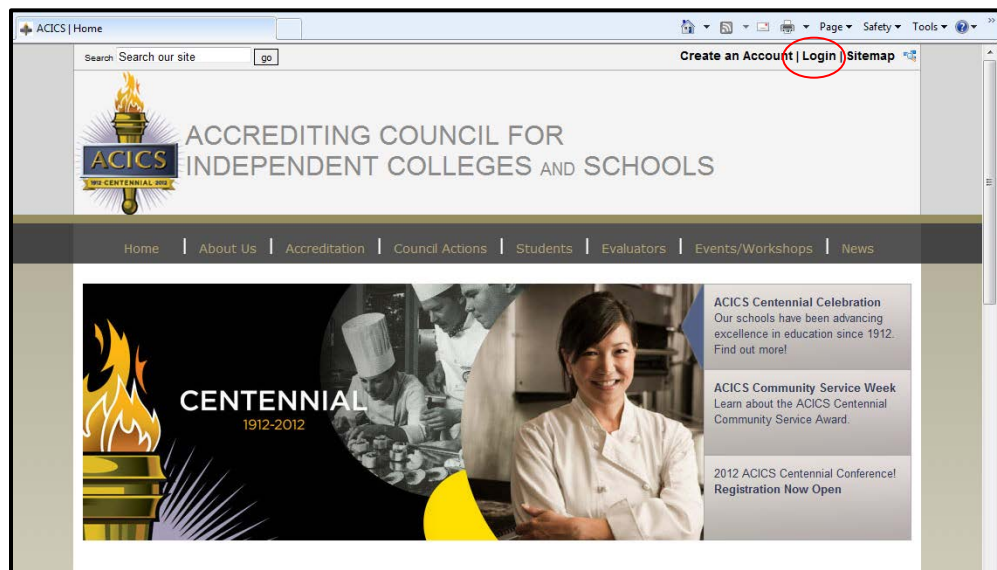 ACICS | Home
Page Safety Tools
Search Search our site go
Create an Account | Login | Sitemap
ACICS
1912 CENTENNIAL 2012
ACCREDITING COUNCIL FOR
INDEPENDENT COLLEGES AND SCHOOLS
Home | About Us | Accreditation | Council Actions | Students | Evaluators | Events/Workshops | News
CENTENNIAL
1912-2012
ACICS Centennial Celebration
Our schools have been advancing
excellence in education since 1912.
Find out more!
ACICS Community Service Week
Learn about the ACICS Centennial
Community Service Award.
2012 ACICS Centennial Conference!
Registration Now Open